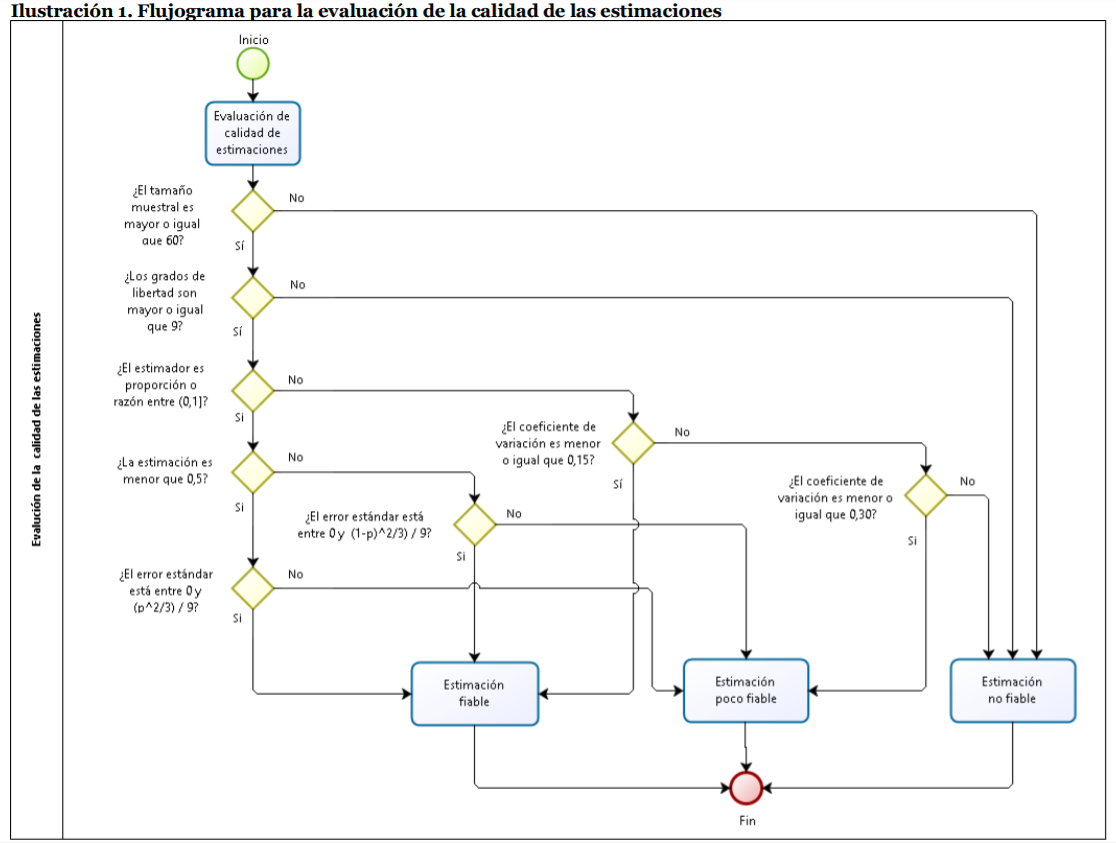 Ilustración 1. Flujograma para la evaluación de la calidad de las estimaciones
Evalución de la calidad de las estimaciones
Inicio
Evaluación de
calidad de
estimaciones
¿El tamaño
muestral es
mayor o igual
que 60?
No
Sí
¿Los grados de
libertad son
mayor o igual
que 9?
No
Sí
¿El estimador es
proporción o
razón entre (0,1]?
No
Si
¿El coeficiente de
variación es menor
o igual que 0,15?
No
Sí
¿La estimación es
menor que 0,5?
No
Si
¿El coeficiente de
variación es menor o
igual que 0,30?
No
Si
¿El error estándar está
entre 0 y (1-p)^2/3) / 9?
No
Si
¿El error estándar
está entre 0 y
(p^2/3) / 9?
No
Si
Estimación
fiable
Estimación
poco fiable
Estimación
no fiable
Fin